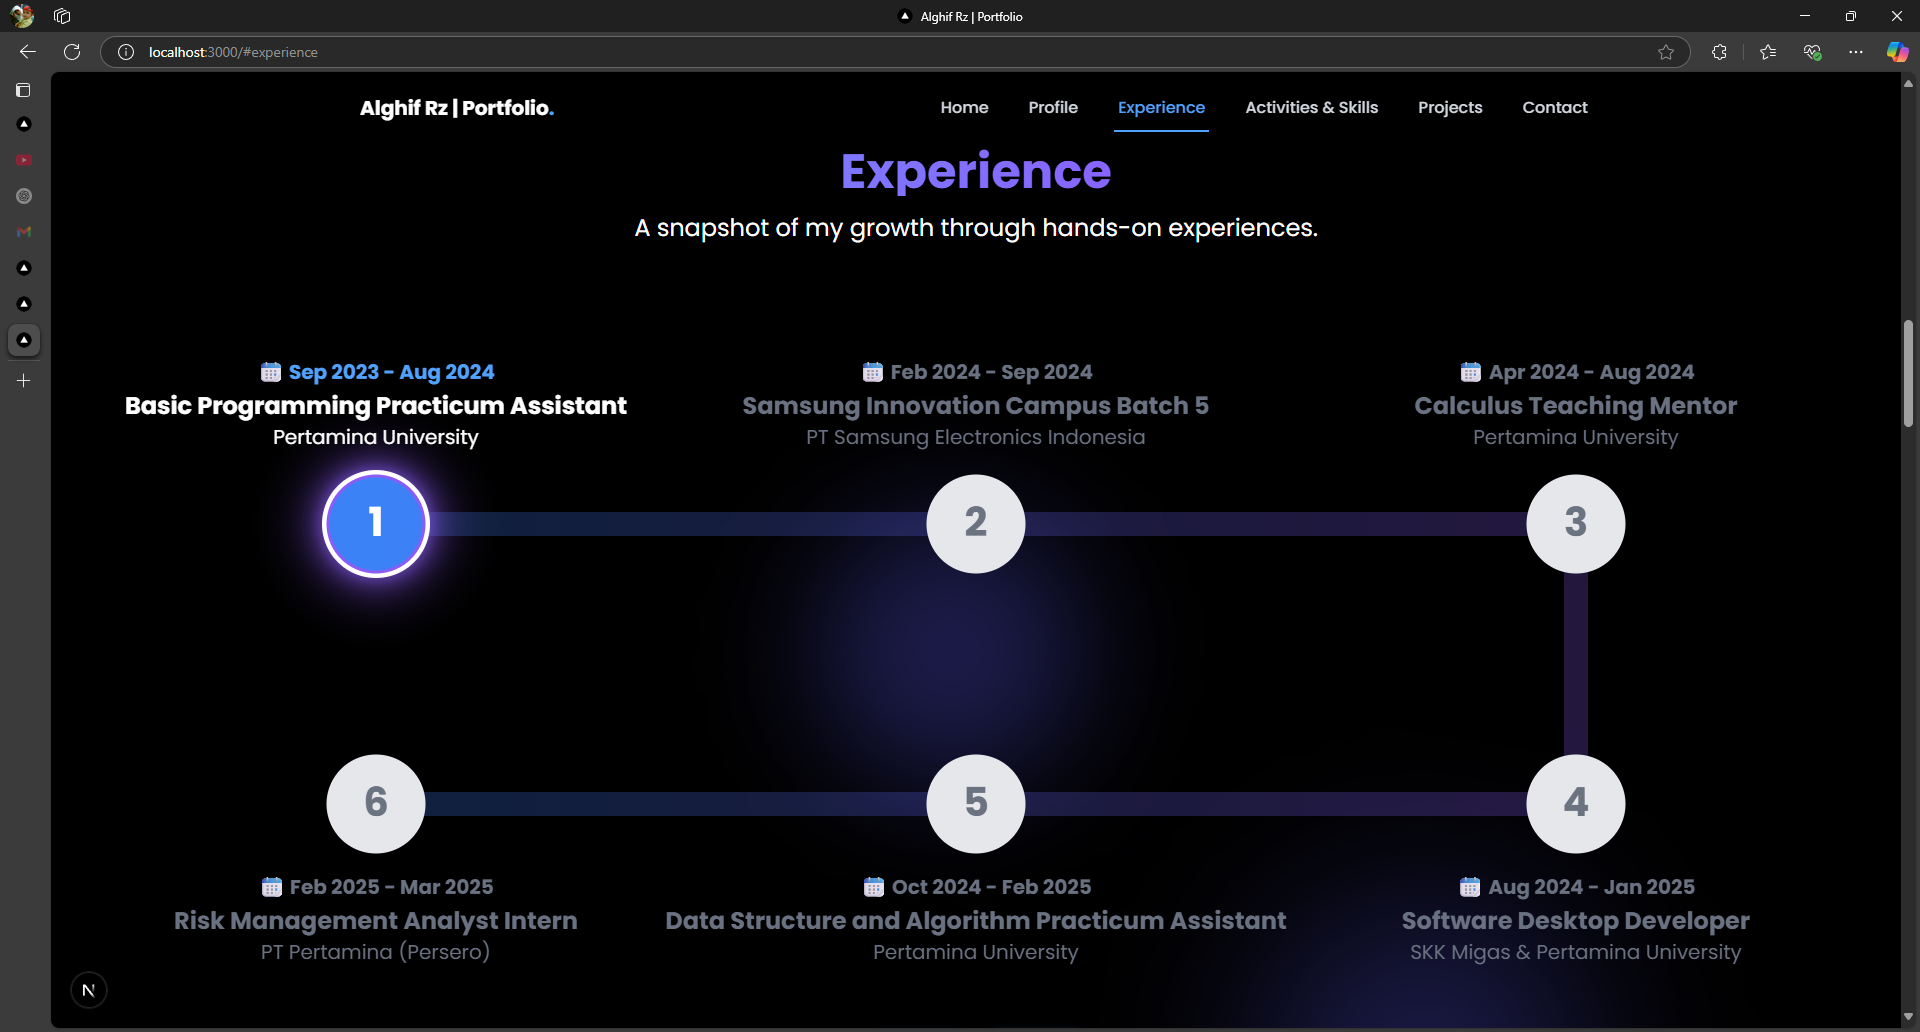 Alghif Rz | Portfolio
localhost:3000/#experience
Alghif Rz | Portfolio.
Home Profile Experience Activities & Skills Projects Contact
Experience
A snapshot of my growth through hands-on experiences.
Sep 2023 - Aug 2024
Basic Programming Practicum Assistant
Pertamina University
Feb 2024 - Sep 2024
Samsung Innovation Campus Batch 5
PT Samsung Electronics Indonesia
Apr 2024 - Aug 2024
Calculus Teaching Mentor
Pertamina University
1
2
3
6
5
4
Feb 2025 - Mar 2025
Risk Management Analyst Intern
PT Pertamina (Persero)
Oct 2024 - Feb 2025
Data Structure and Algorithm Practicum Assistant
Pertamina University
Aug 2024 - Jan 2025
Software Desktop Developer
SKK Migas & Pertamina University
N